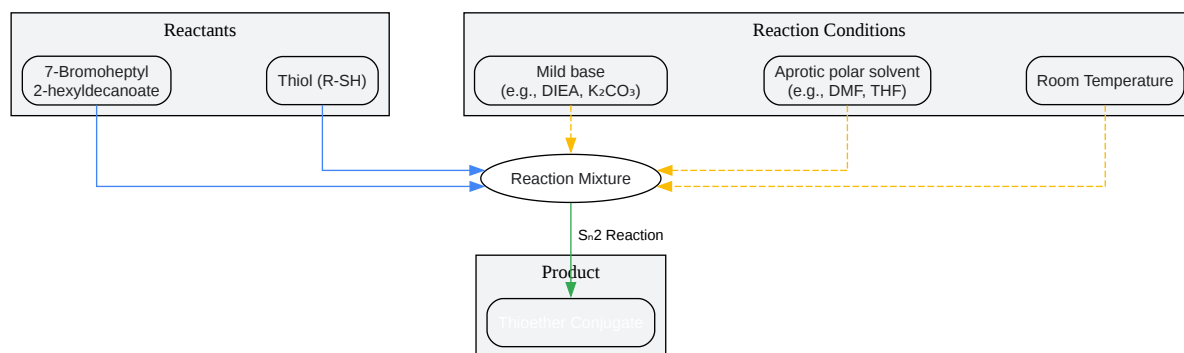 Reactants
Reaction Conditions
7-Bromoheptyl
2-hexyldecanoate
Thiol (R-SH)
Mild base
(e.g., DIEA, K₂CO₃)
Aprotic polar solvent
(e.g., DMF, THF)
Room Temperature
Reaction Mixture
Sₙ2 Reaction
Product
Thioether Conjugate